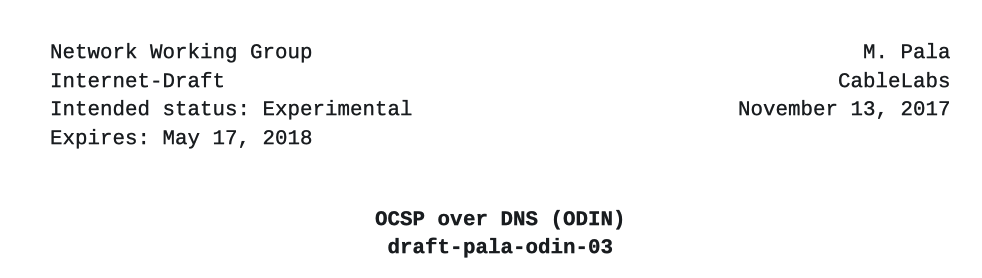 Network Working Group M. Pala
Internet-Draft CableLabs
Intended status: Experimental November 13, 2017
Expires: May 17, 2018
OCSP over DNS (ODIN)
draft-pala-odin-03